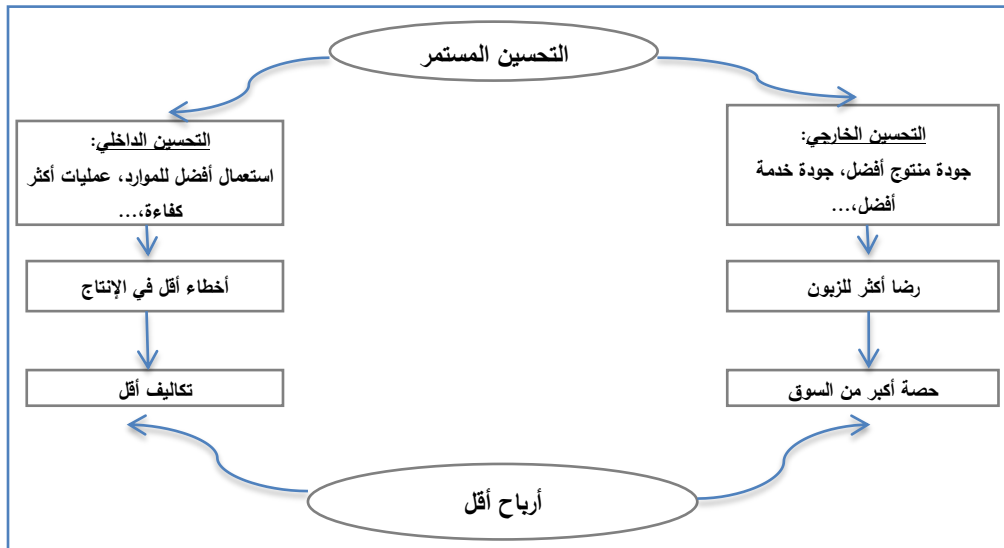 التحسين المستمر
التحسين الخارجي:
جودة منتوج أفضل، جودة خدمة
أفضل،...
التحسين الداخلي:
استعمال أفضل للموارد، عمليات أكثر
كفاءة،...
رضا أكثر للزبون
أخطاء أقل في الإنتاج
حصة أكبر من السوق
تكاليف أقل
أرباح أقل